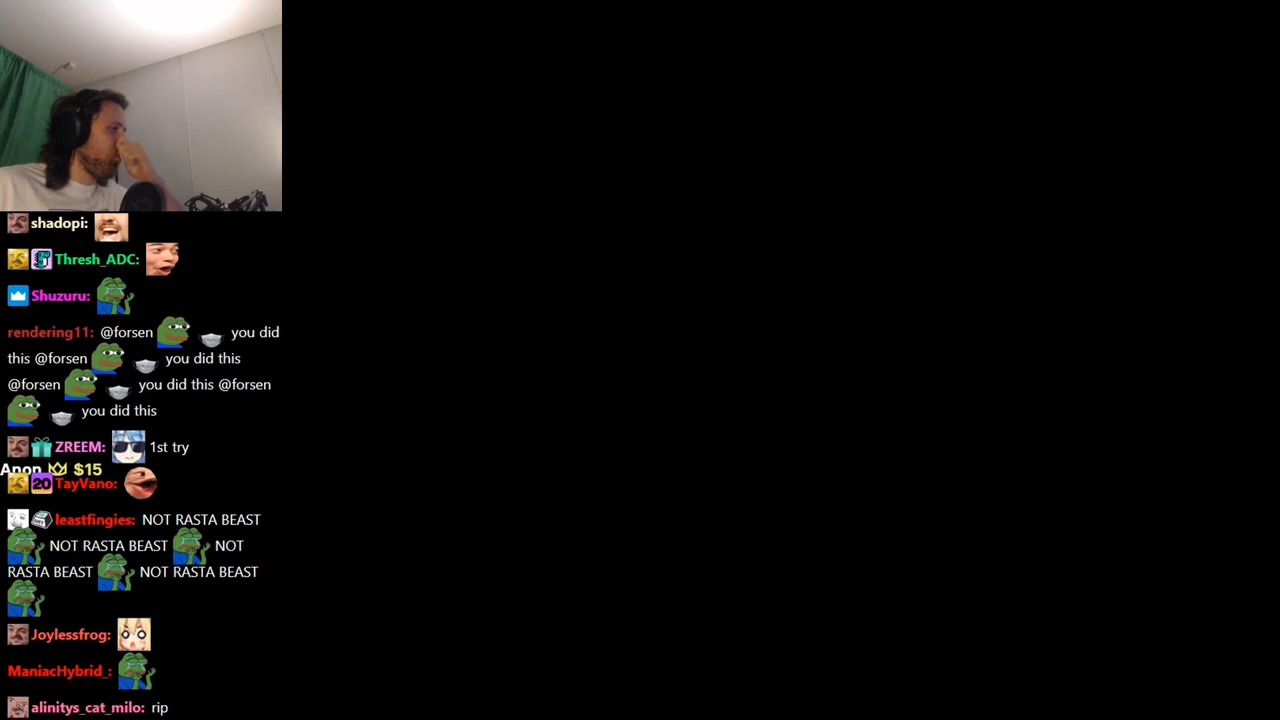 shadopi:
Thresh_ADC:
Shuzuru:
rendering11: @forsen you did
this @forsen you did this
@forsen you did this @forsen
you did this
ZREEM: 1st try
Anon $15
20 TayVano:
leastfingies: NOT RASTA BEAST
NOT RASTA BEAST NOT
RASTA BEAST NOT RASTA BEAST
Joylessfrog:
ManiacHybrid_:
alinitys_cat_milo: rip